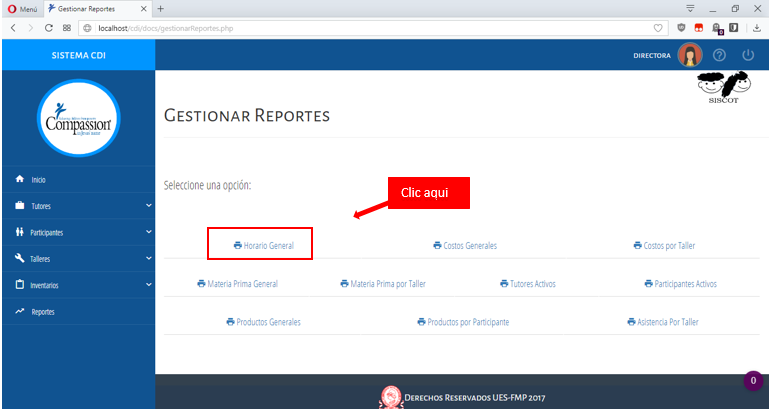 Menú
Gestionar Reportes
localhost/cdi/docs/gestionarReportes.php
SISTEMA CDI
DIRECTORA
SISCOT
Compassion
Inicio
Tutores
Participantes
Talleres
Inventarios
Reportes
GESTIONAR REPORTES
Seleccione una opción:
Clic aqui
Horario General
Costos Generales
Costos por Taller
Materia Prima General
Materia Prima por Taller
Tutores Activos
Participantes Activos
Productos Generales
Productos por Participante
Asistencia Por Taller
0
DERECHOS RESERVADOS UES-FMP 2017